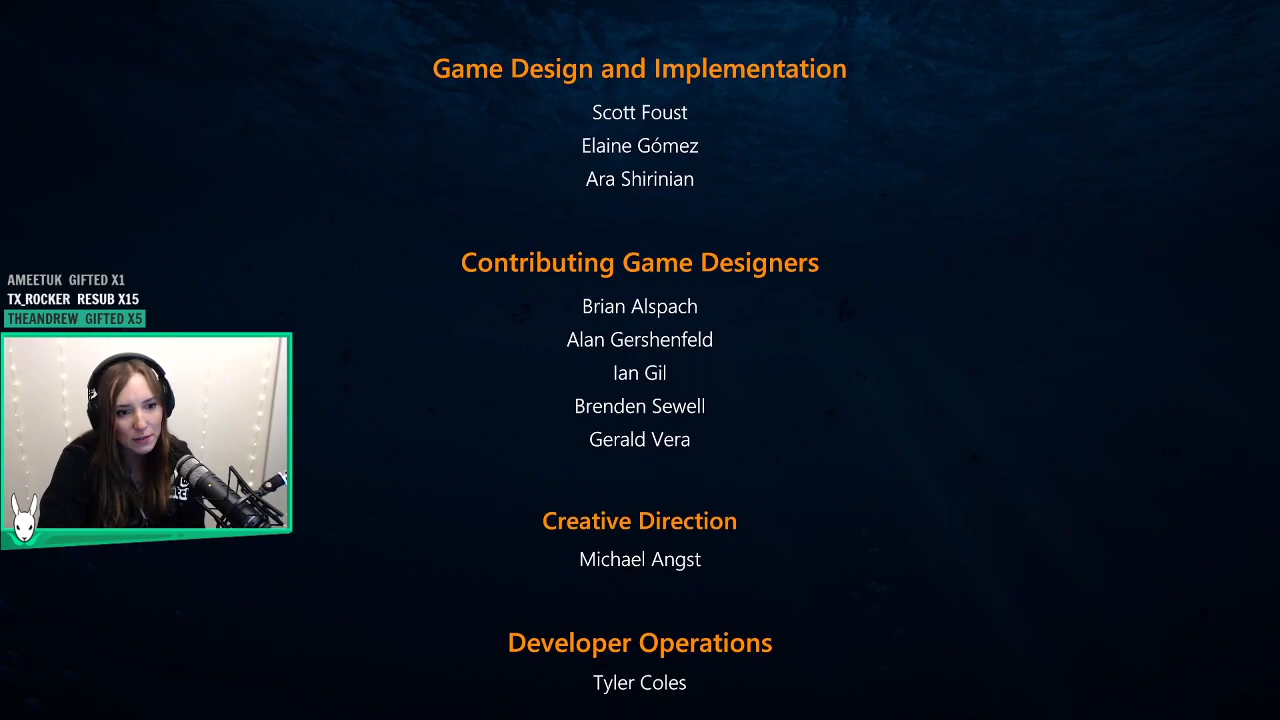 Game Design and Implementation
Scott Foust
Elaine Gómez
Ara Shirinian
Contributing Game Designers
Brian Alspach
Alan Gershenfeld
Ian Gil
Brenden Sewell
Gerald Vera
Creative Direction
Michael Angst
Developer Operations
Tyler Coles
AMEETUK GIFTED X1
TX_ROCKER RESUB X15
THEANDREW GIFTED X5